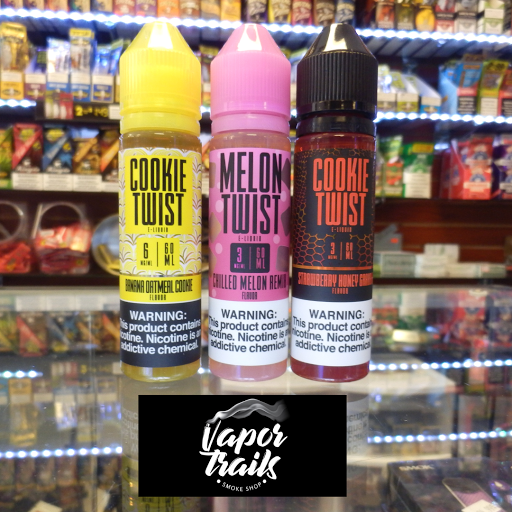 COOKIE
TWIST
E-LIQUID
6 60
MG/ML ML
BANANA OATMEAL COOKIE
FLAVOR
WARNING:
This product contains
nicotine. Nicotine is an
addictive chemical.
MELON
TWIST
E-LIQUID
3 60
MG/ML ML
CHILLED MELON REMIX
FLAVOR
WARNING:
This product contains
nicotine. Nicotine is an
addictive chemical.
COOKIE
TWIST
E-LIQUID
3
MG/ML ML
STRAWBERRY HONEY GRAHAM
FLAVOR
WARNING:
This product contains
nicotine. Nicotine is an
addictive chemical.
Vapor
trails
• SMOKE SHOP •